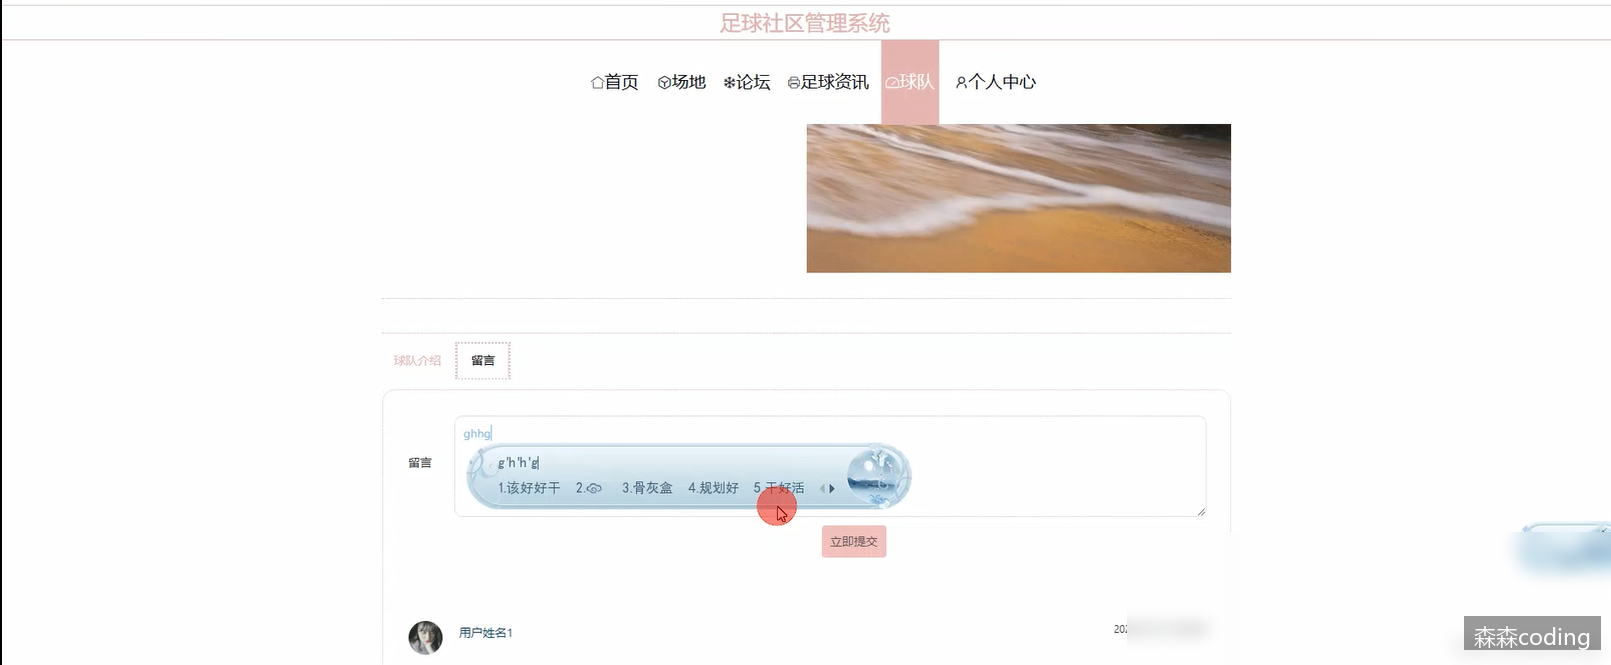 足球社区管理系统
首页 场地 论坛 足球资讯 球队 个人中心
球队介绍 留言
ghhg
留言
g'h'h'g
1.该好好干 2. 3.骨灰盒 4.规划好 5.干好活
立即提交
用户姓名1
202
森森coding